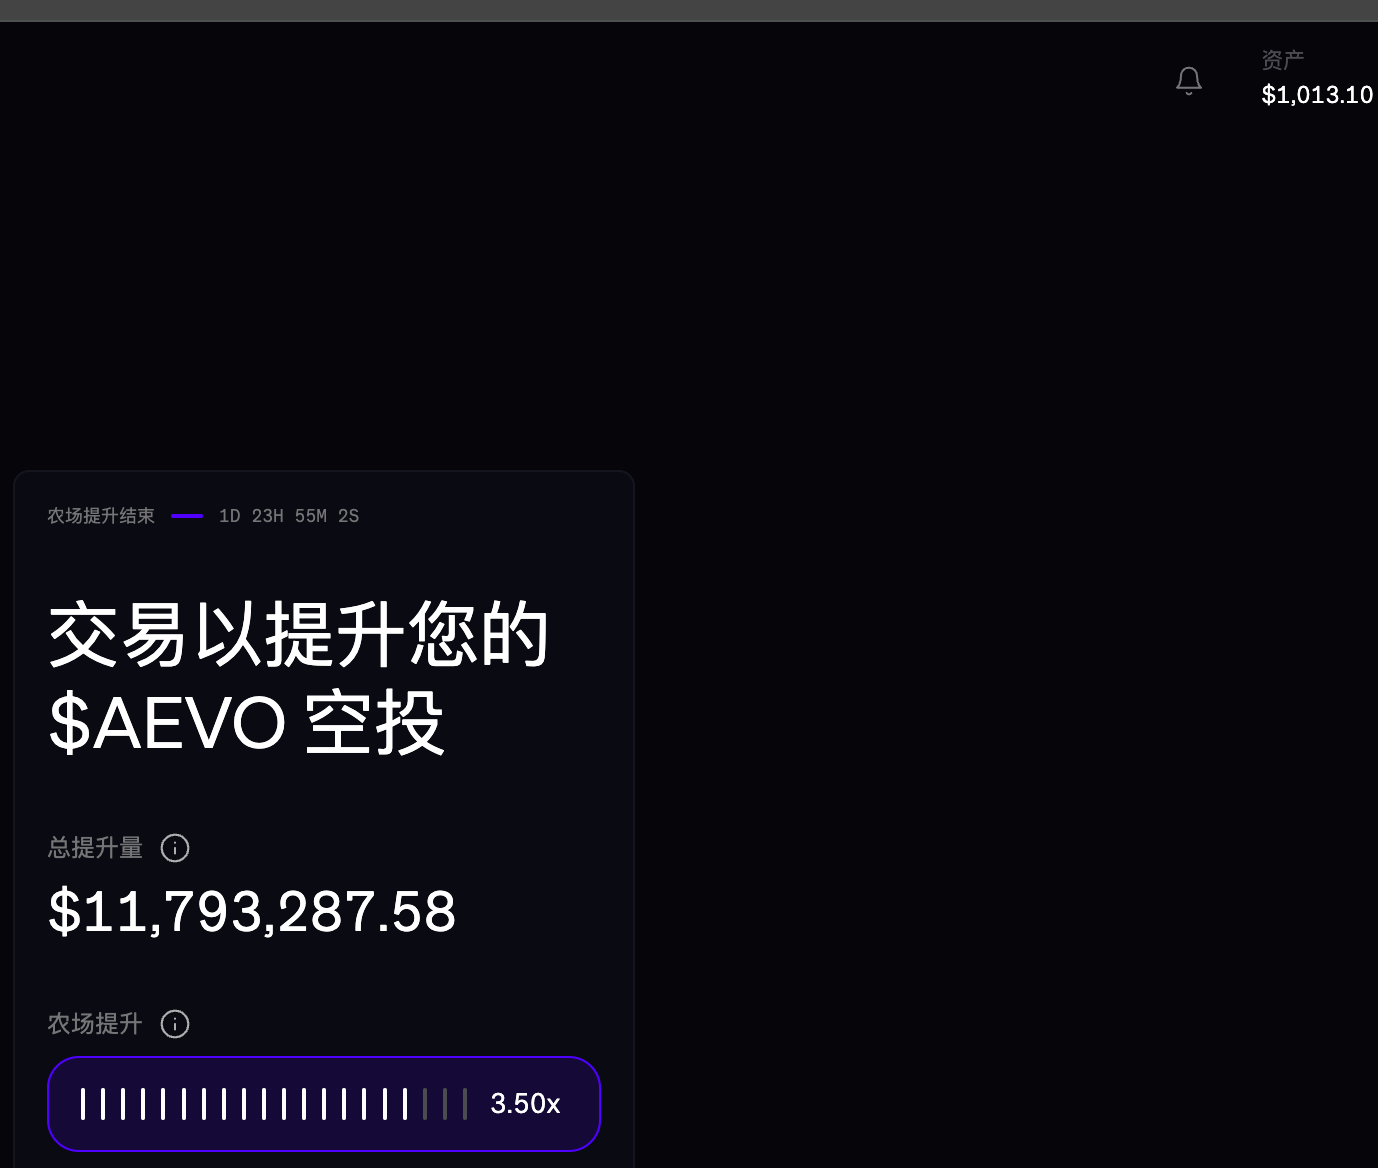 资产
$1,013.10
农场提升结束 1D 23H 55M 2S
交易以提升您的
$AEVO 空投
总提升量
$11,793,287.58
农场提升
3.50x